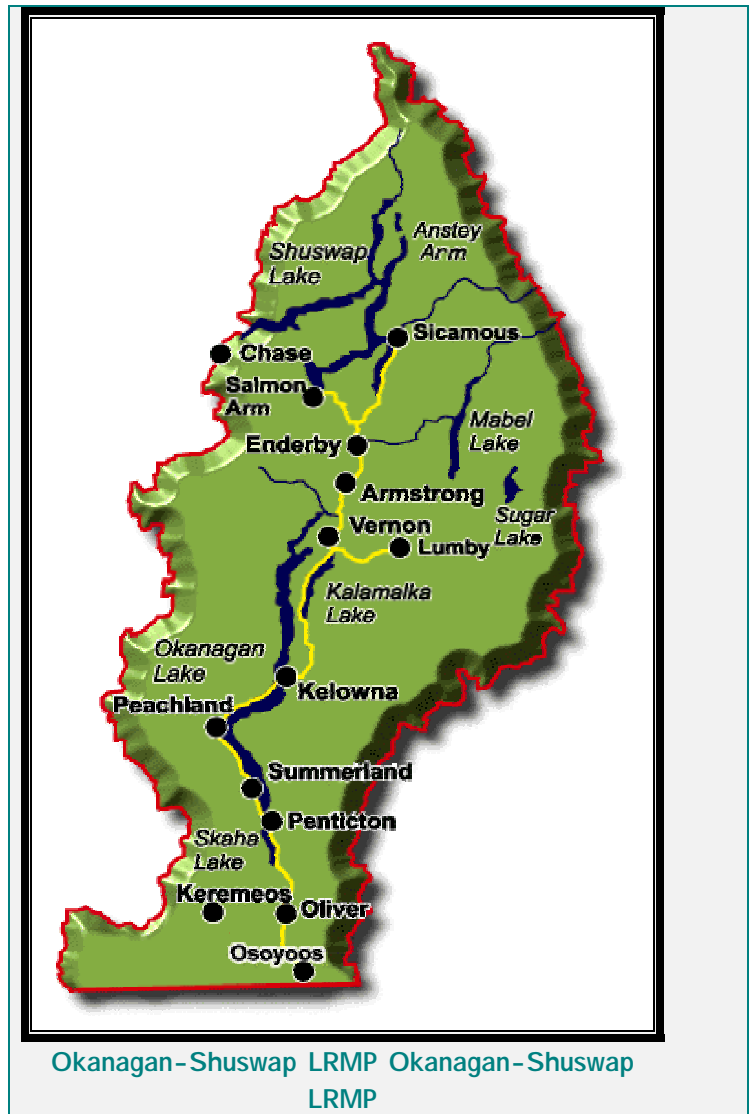 Anstey
Arm
Shuswap
Lake
Sicamous
Chase
Salmon
Arm
Mabel
Lake
Enderby
Armstrong
Sugar
Lake
Vernon
Lumby
Kalamalka
Lake
Okanagan
Lake
Kelowna
Peachland
Summerland
Penticton
Skaha
Lake
Keremeos
Oliver
Osoyoos
Okanagan-Shuswap LRMP Okanagan-Shuswap
LRMP